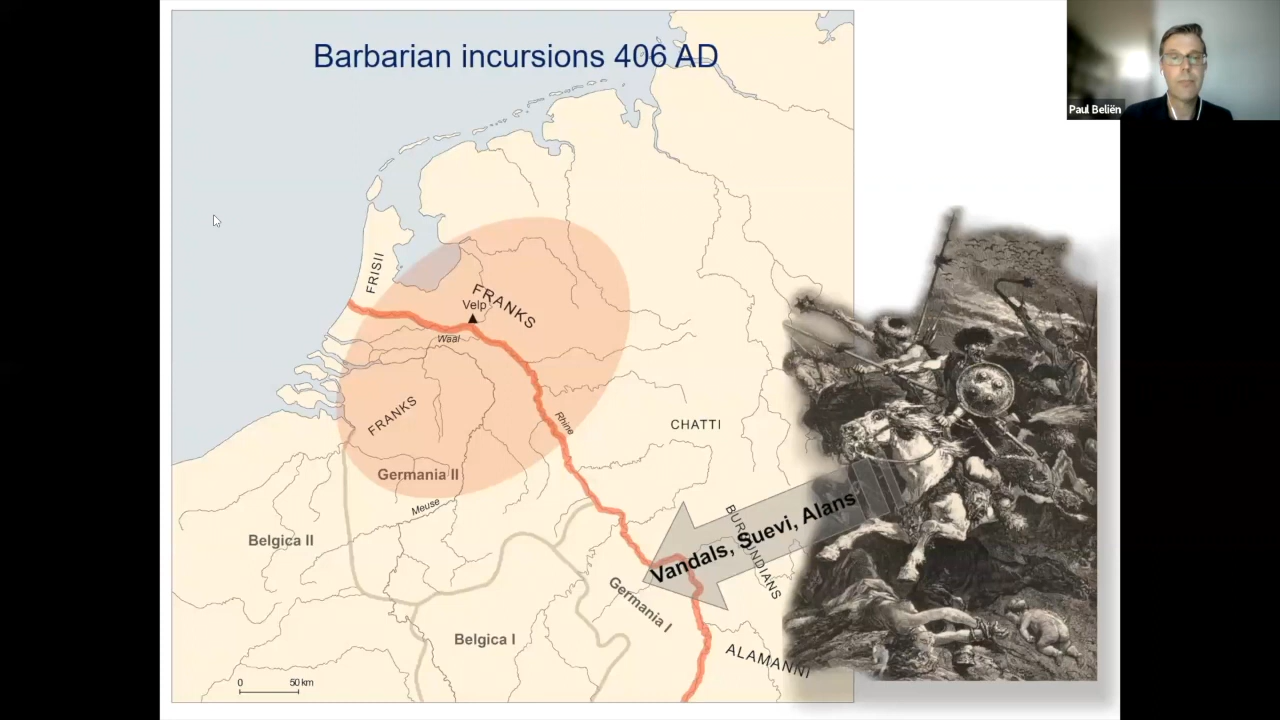 Barbarian incursions 406 AD
Paul Beliën
FRISII
FRANKS
Velp
Waal
FRANKS
Rhine
CHATTI
Germania II
Meuse
Vandals, Suevi, Alans
BURGUNDIANS
Belgica II
Germania I
Belgica I
ALAMANNI
0 50 km